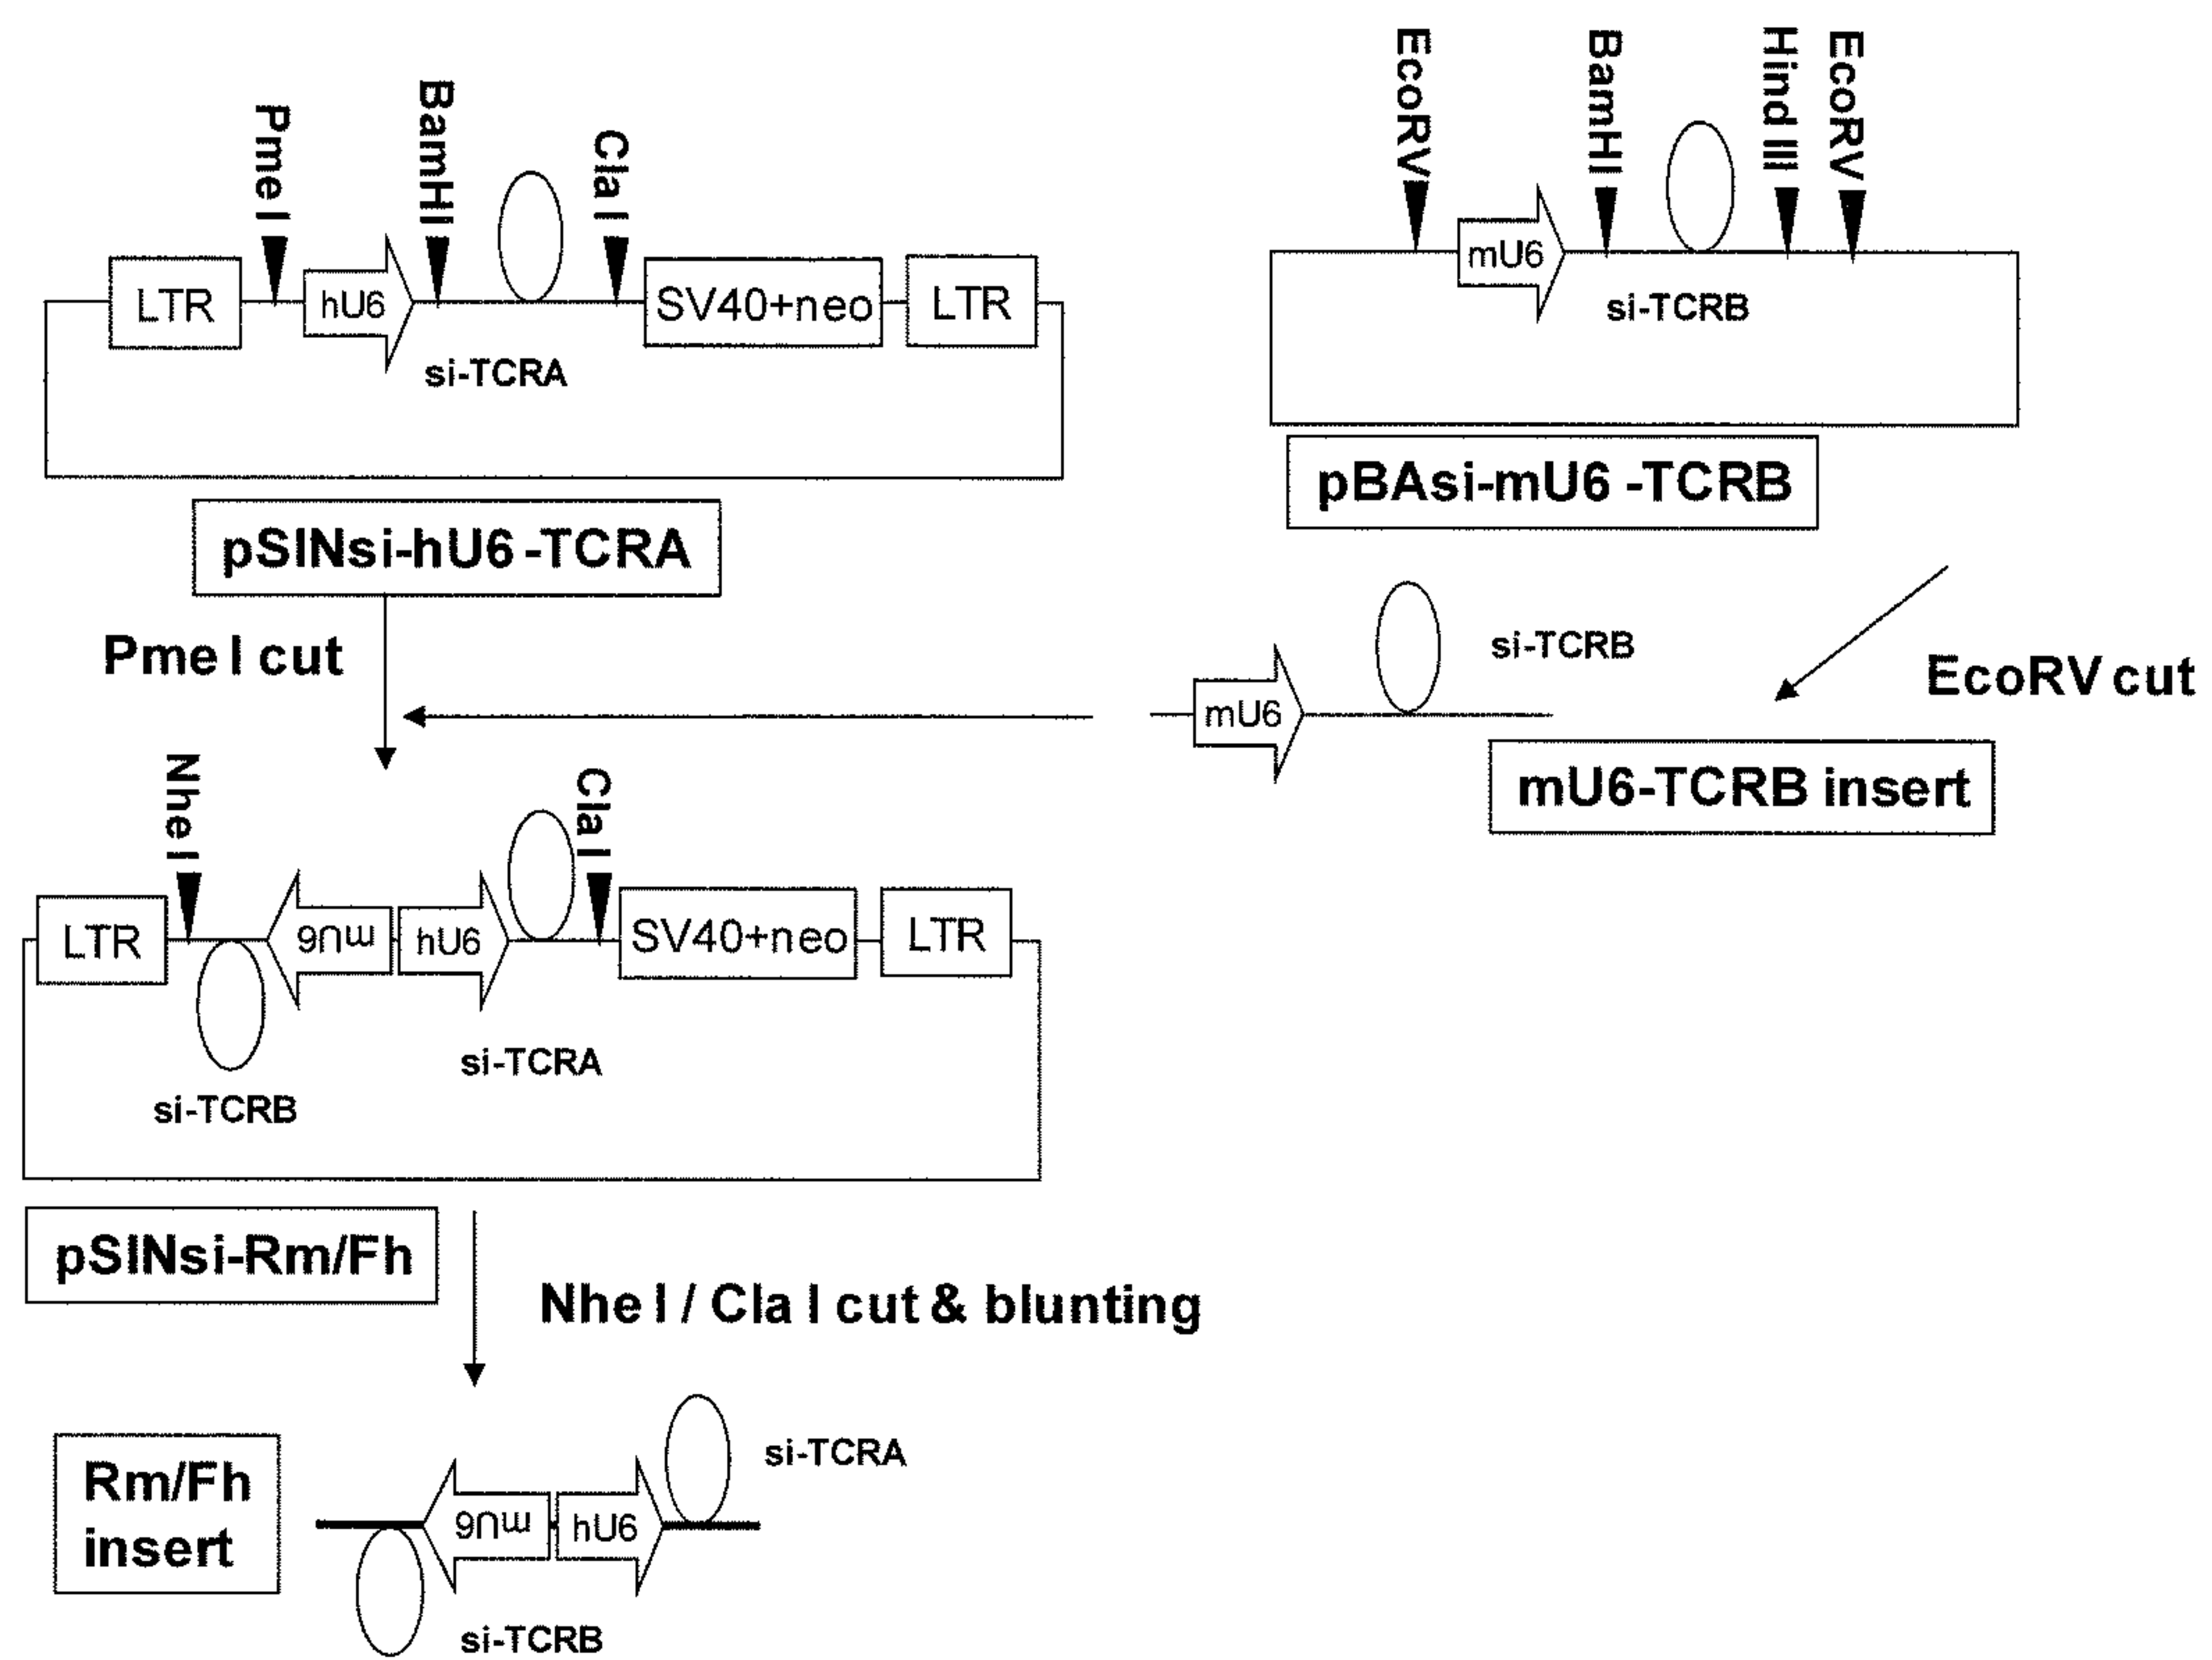 Pme I
BamHI
Cla I
LTR
hU6
SV40+neo
LTR
si-TCRA
pSINsi-hU6-TCRA
EcoRV
BamHI
Hind III
EcoRV
mU6
si-TCRB
pBAsi-mU6-TCRB
Pme I cut
EcoRV cut
mU6
si-TCRB
mU6-TCRB insert
Nhe I
Cla I
LTR
mU6
hU6
SV40+neo
LTR
si-TCRA
si-TCRB
pSINsi-Rm/Fh
Nhe I / Cla I cut & blunting
Rm/Fh
insert
mU6
hU6
si-TCRA
si-TCRB